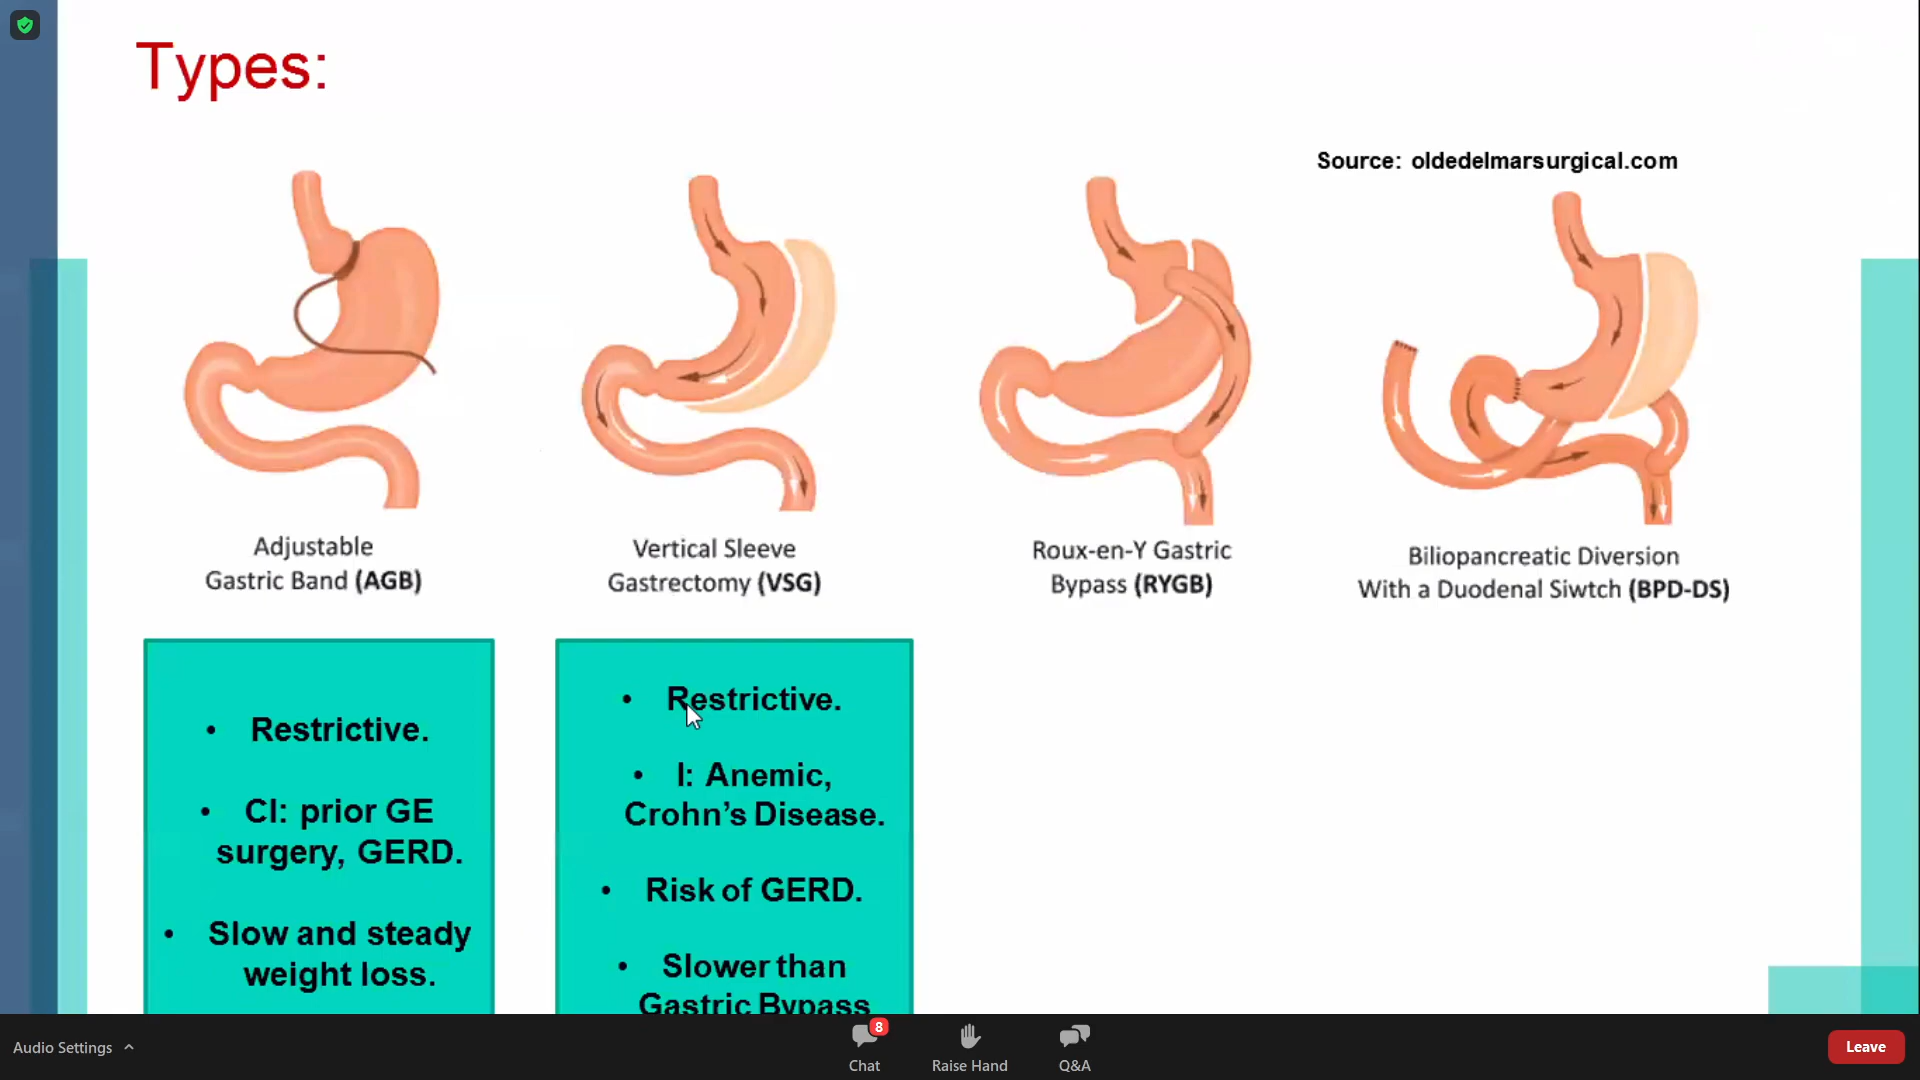 Types:
Source: oldedelmarsurgical.com
Adjustable
Gastric Band (AGB)
Vertical Sleeve
Gastrectomy (VSG)
Roux-en-Y Gastric
Bypass (RYGB)
Biliopancreatic Diversion
With a Duodenal Siwtch (BPD-DS)
• Restrictive.
• CI: prior GE
surgery, GERD.
• Slow and steady
weight loss.
• Restrictive.
• I: Anemic,
Crohn’s Disease.
• Risk of GERD.
• Slower than
Gastric Bypass
Audio Settings
8
Chat
Raise Hand
Q&A
Leave